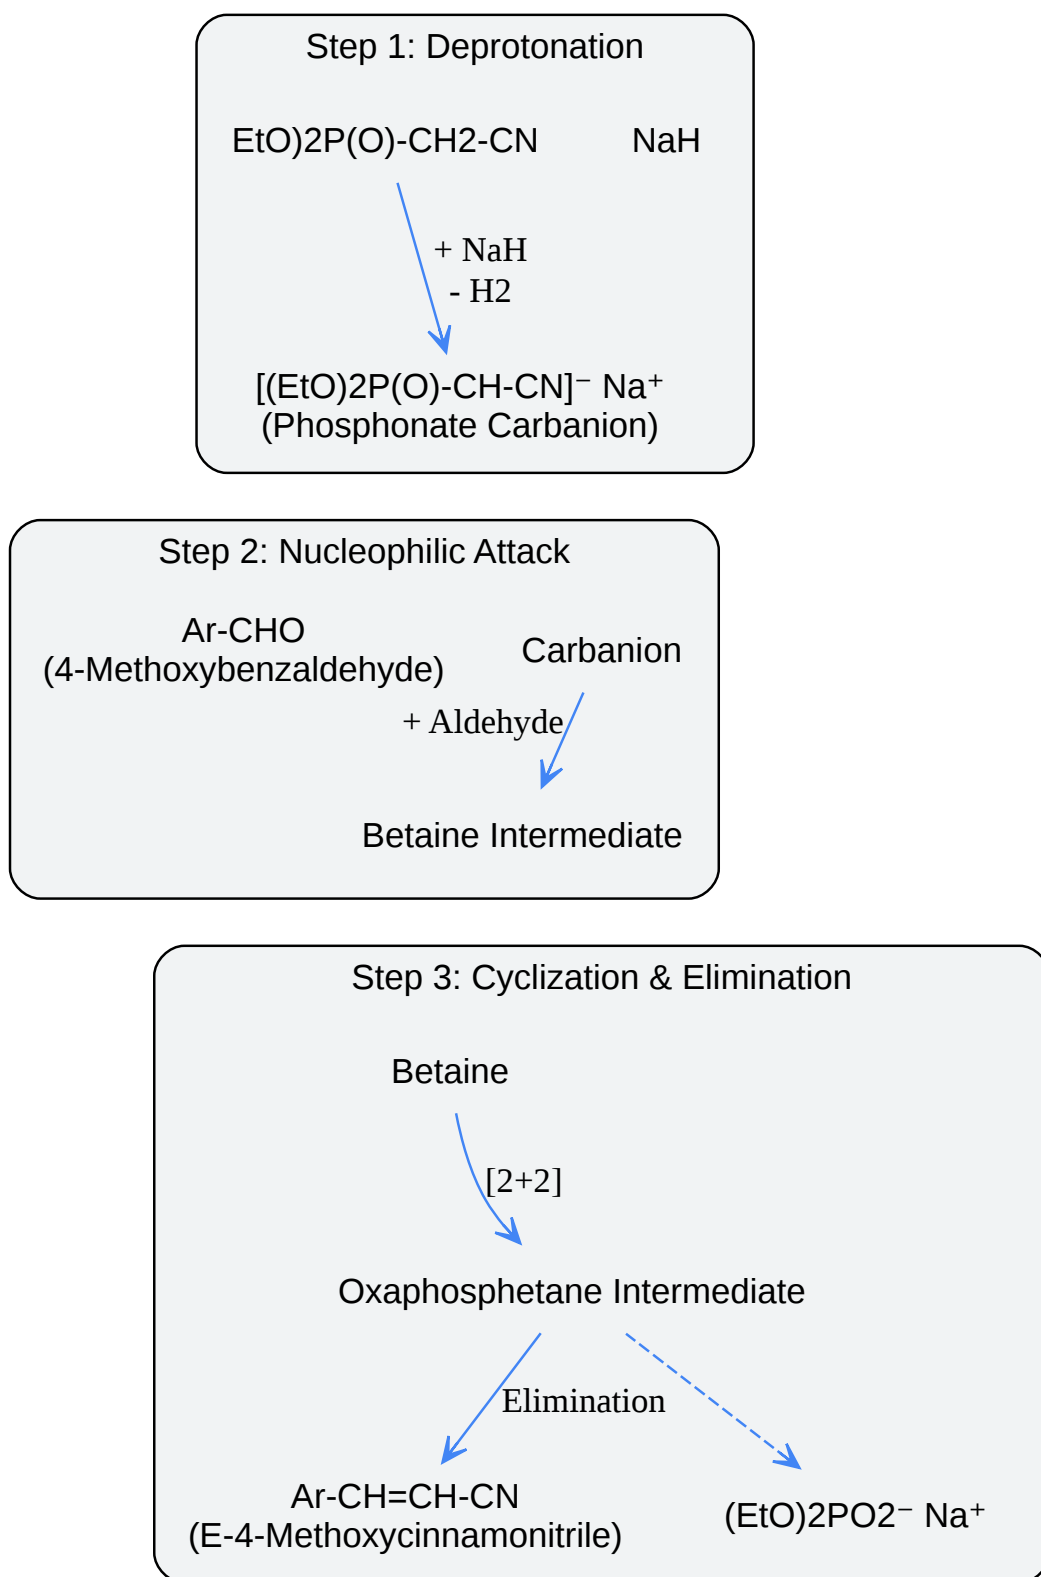 Step 1: Deprotonation
EtO)2P(O)-CH2-CN
NaH
+ NaH
- H2
[(EtO)2P(O)-CH-CN]⁻ Na⁺
(Phosphonate Carbanion)
Step 2: Nucleophilic Attack
Ar-CHO
(4-Methoxybenzaldehyde)
Carbanion
+ Aldehyde
Betaine Intermediate
Step 3: Cyclization & Elimination
Betaine
[2+2]
Oxaphosphetane Intermediate
Elimination
Ar-CH=CH-CN
(E-4-Methoxycinnamonitrile)
(EtO)2PO2⁻ Na⁺